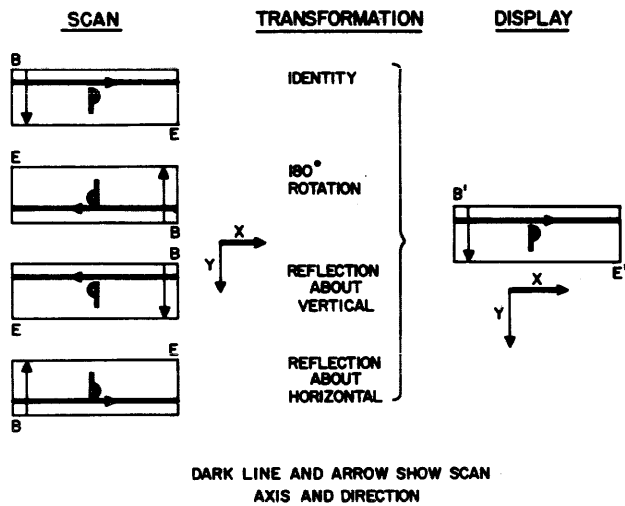 SCAN TRANSFORMATION DISPLAY
B
IDENTITY
E
E
180°
ROTATION
B
B'
B
X
Y
E'
REFLECTION
ABOUT
VERTICAL
X
Y
E
E
REFLECTION
ABOUT
HORIZONTAL
B
DARK LINE AND ARROW SHOW SCAN
AXIS AND DIRECTION